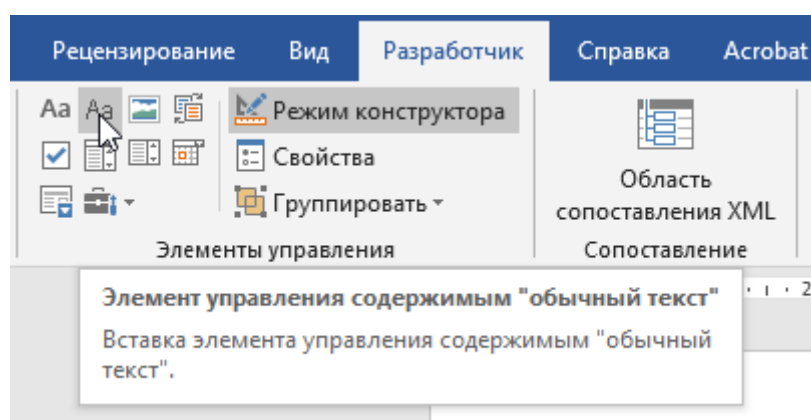 Рецензирование Вид Разработчик Справка Acrobat
Aa Aa Режим конструктора
Свойства
Группировать
Область
сопоставления XML
Элементы управления Сопоставление
Элемент управления содержимым "обычный текст"
Вставка элемента управления содержимым "обычный
текст".
2